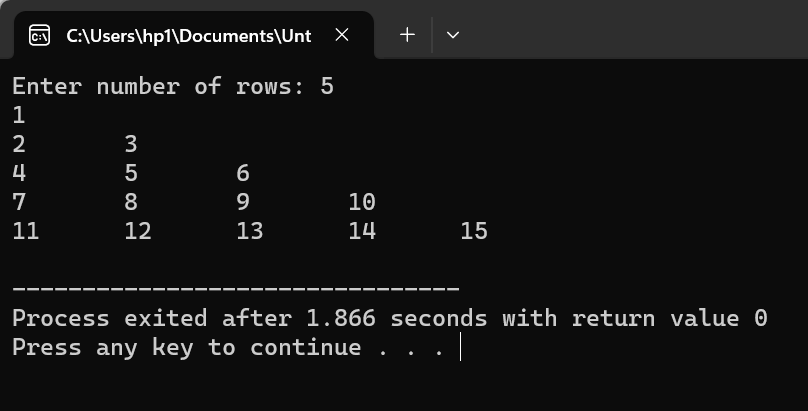 C:\Users\hp1\Documents\Unt
Enter number of rows: 5
1
2 3
4 5 6
7 8 9 10
11 12 13 14 15
--------------------------------
Process exited after 1.866 seconds with return value 0
Press any key to continue . . .